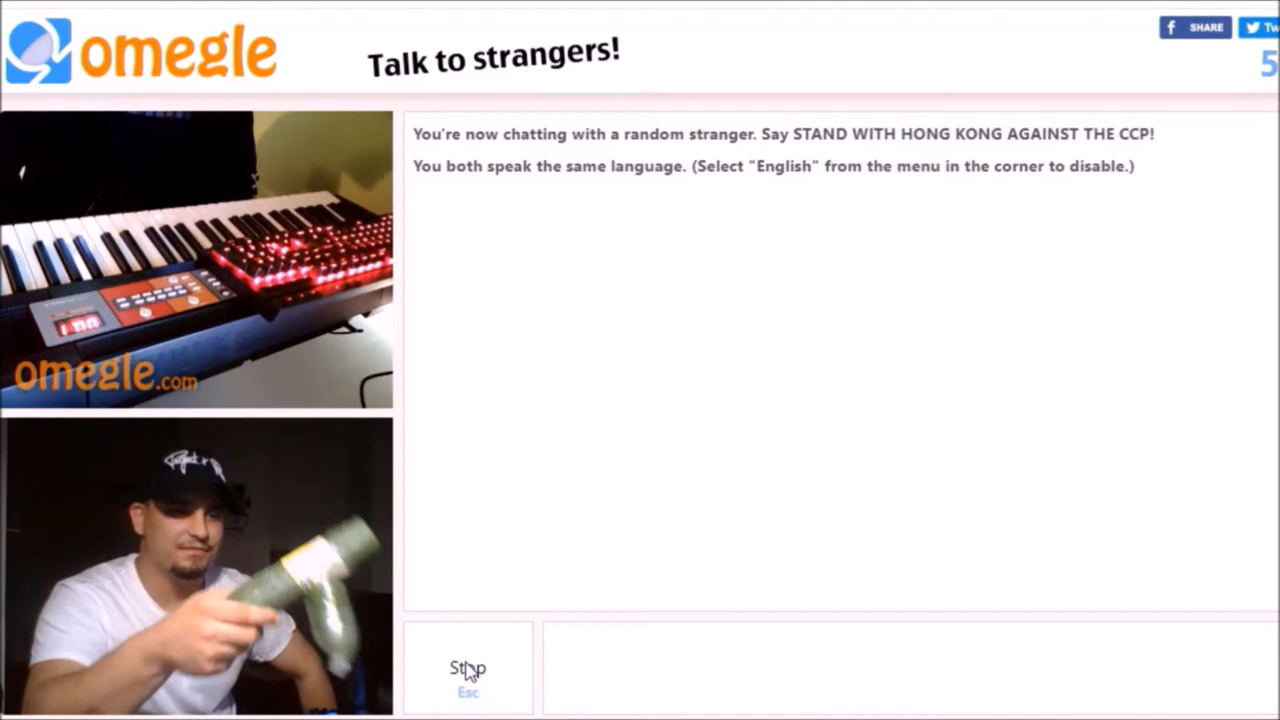 omegle
Talk to strangers!
f SHARE
Tw
5
You're now chatting with a random stranger. Say STAND WITH HONG KONG AGAINST THE CCP!
You both speak the same language. (Select "English" from the menu in the corner to disable.)
omegle.com
Stop
Esc